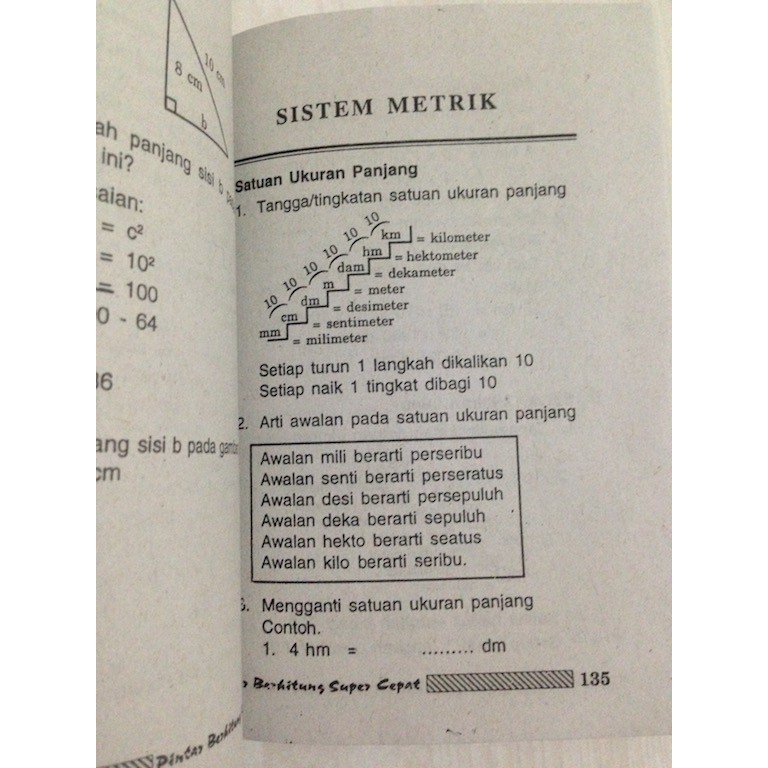 10 cm
8 cm
b
ah panjang sisi b
ini?
aian:
= c²
= 10²
= 100
0 - 64
36
ang sisi b pada
cm
SISTEM METRIK
Satuan Ukuran Panjang
1. Tangga/tingkatan satuan ukuran panjang
10 10 10 10 10 10
km = kilometer
hm = hektometer
dam = dekameter
m = meter
dm = desimeter
cm = sentimeter
mm = milimeter
Setiap turun 1 langkah dikalikan 10
Setiap naik 1 tingkat dibagi 10
2. Arti awalan pada satuan ukuran panjang
Awalan mili berarti perseribu
Awalan senti berarti perseratus
Awalan desi berarti persepuluh
Awalan deka berarti sepuluh
Awalan hekto berarti seatus
Awalan kilo berarti seribu.
Mengganti satuan ukuran panjang
Contoh.
1. 4 hm = ......... dm
Berhitung Super Cepat 135
Pintar Berhitung